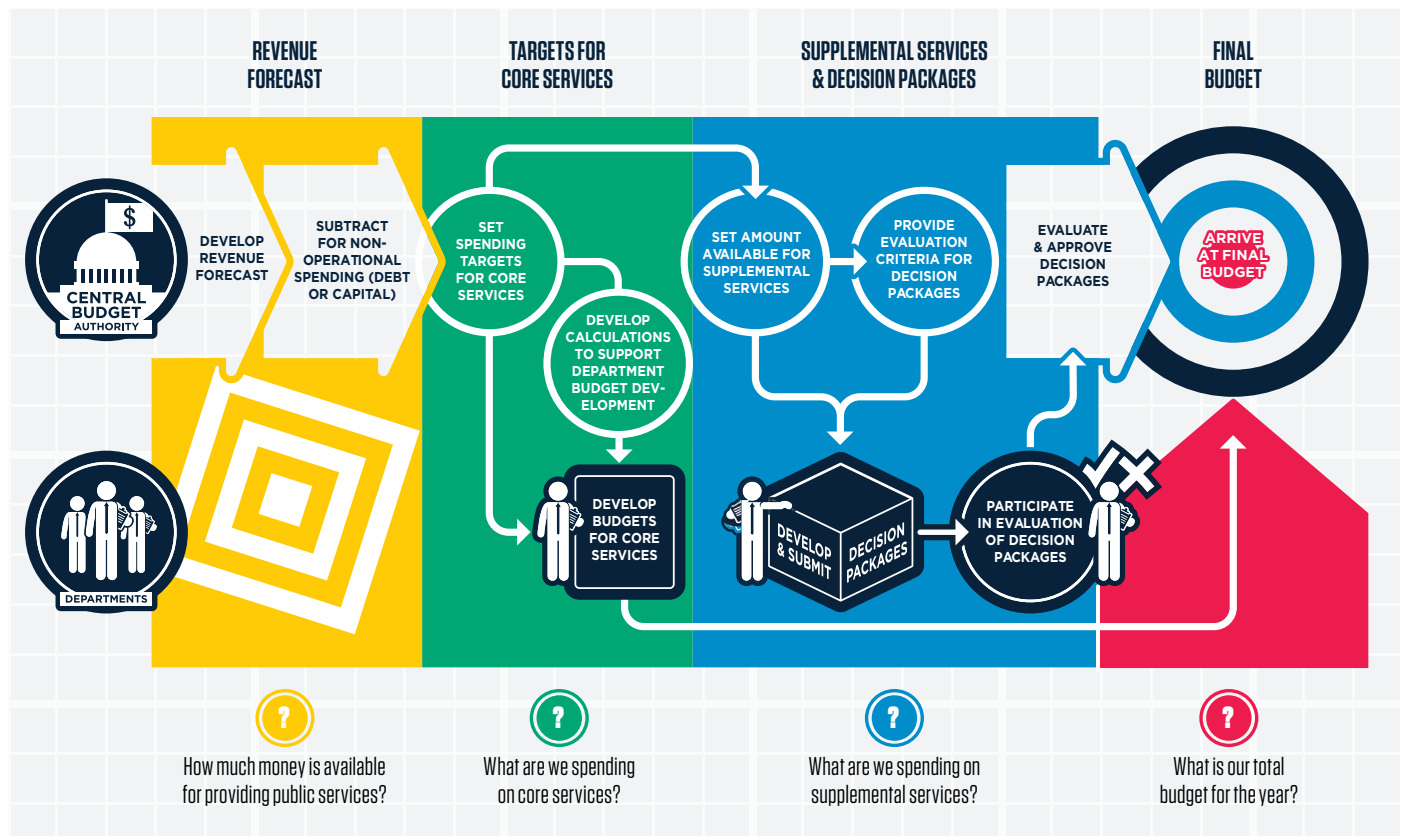 REVENUE
FORECAST
TARGETS FOR
CORE SERVICES
SUPPLEMENTAL SERVICES
& DECISION PACKAGES
FINAL
BUDGET
$
CENTRAL
BUDGET
AUTHORITY
DEVELOP
REVENUE
FORECAST
SUBTRACT
FOR NON-
OPERATIONAL
SPENDING (DEBT
OR CAPITAL)
SET
SPENDING
TARGETS
FOR CORE
SERVICES
DEVELOP
CALCULATIONS
TO SUPPORT
DEPARTMENT
BUDGET DEV-
ELOPMENT
SET AMOUNT
AVAILABLE FOR
SUPPLEMENTAL
SERVICES
PROVIDE
EVALUATION
CRITERIA FOR
DECISION
PACKAGES
EVALUATE
& APPROVE
DECISION
PACKAGES
ARRIVE
AT FINAL
BUDGET
DEPARTMENTS
DEVELOP
BUDGETS
FOR CORE
SERVICES
DEVELOP
& SUBMIT
DECISION
PACKAGES
PARTICIPATE
IN EVALUATION
OF DECISION
PACKAGES
?
How much money is available
for providing public services?
?
What are we spending
on core services?
?
What are we spending on
supplemental services?
?
What is our total
budget for the year?